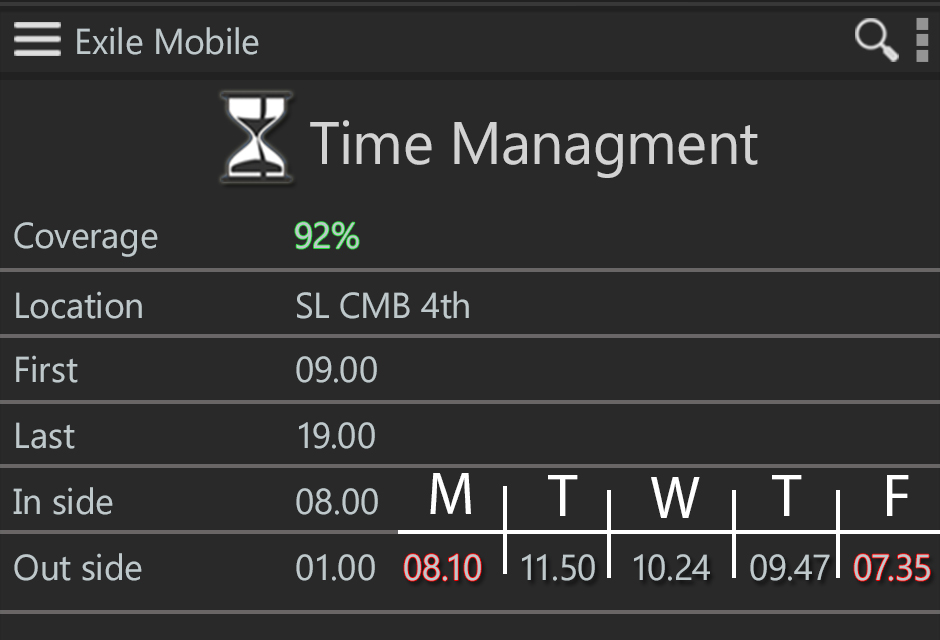 Exile Mobile
Time Managment
Coverage 92%
Location SL CMB 4th
First 09.00
Last 19.00
In side 08.00 M T W T F
Out side 01.00 08.10 11.50 10.24 09.47 07.35